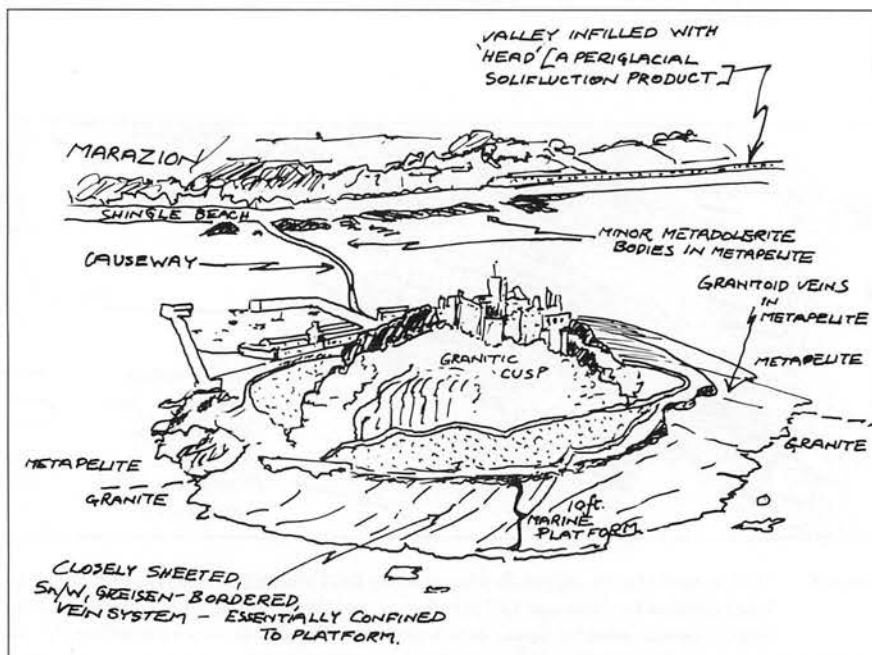 VALLEY INFILLED WITH
'HEAD' [A PERIGLACIAL
SOLIFLUCTION PRODUCT.]
MARAZION
SHINGLE BEACH
MINOR METADOLERITE
BODIES IN METAPELITE
CAUSEWAY
GRANITOID VEINS
IN
METAPELITE
METAPELITE
GRANITIC
CUSP
GRANITE
METAPELITE
GRANITE
10ft.
MARINE
PLATFORM
CLOSELY SHEETED,
Sn/W, GREISEN-BORDERED,
VEIN SYSTEM - ESSENTIALLY CONFINED
TO PLATFORM.